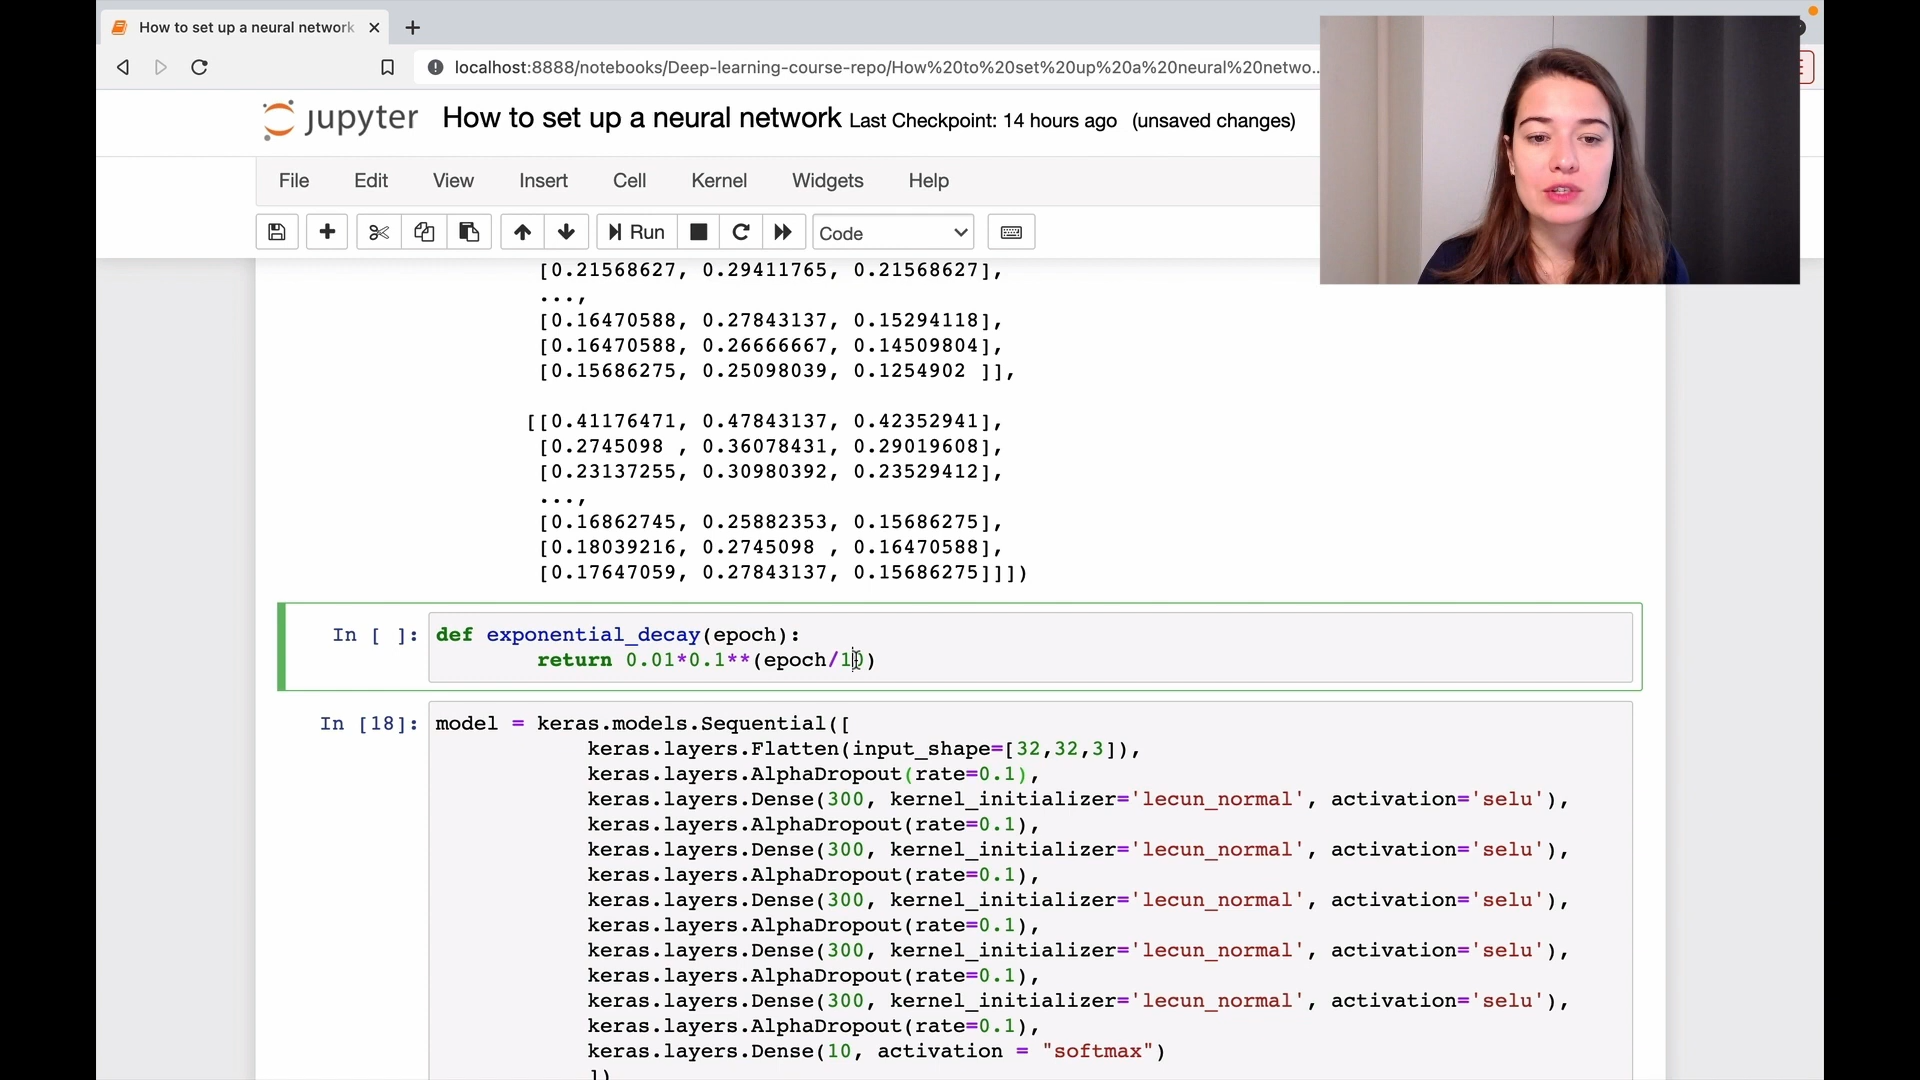 How to set up a neural network
localhost:8888/notebooks/Deep-learning-course-repo/How%20to%20set%20up%20a%20neural%20netwo...
jupyter How to set up a neural network Last Checkpoint: 14 hours ago (unsaved changes)
File Edit View Insert Cell Kernel Widgets Help
Run Code
[0.21568627, 0.29411765, 0.21568627],
...,
[0.16470588, 0.27843137, 0.15294118],
[0.16470588, 0.26666667, 0.14509804],
[0.15686275, 0.25098039, 0.1254902 ]],
[[0.41176471, 0.47843137, 0.42352941],
[0.2745098 , 0.36078431, 0.29019608],
[0.23137255, 0.30980392, 0.23529412],
...,
[0.16862745, 0.25882353, 0.15686275],
[0.18039216, 0.2745098 , 0.16470588],
[0.17647059, 0.27843137, 0.15686275]]])
In [ ]: def exponential_decay(epoch):
return 0.01*0.1**(epoch/10)
In [18]: model = keras.models.Sequential([
keras.layers.Flatten(input_shape=[32,32,3]),
keras.layers.AlphaDropout(rate=0.1),
keras.layers.Dense(300, kernel_initializer='lecun_normal', activation='selu'),
keras.layers.AlphaDropout(rate=0.1),
keras.layers.Dense(300, kernel_initializer='lecun_normal', activation='selu'),
keras.layers.AlphaDropout(rate=0.1),
keras.layers.Dense(300, kernel_initializer='lecun_normal', activation='selu'),
keras.layers.AlphaDropout(rate=0.1),
keras.layers.Dense(300, kernel_initializer='lecun_normal', activation='selu'),
keras.layers.AlphaDropout(rate=0.1),
keras.layers.Dense(300, kernel_initializer='lecun_normal', activation='selu'),
keras.layers.AlphaDropout(rate=0.1),
keras.layers.Dense(10, activation = "softmax")
])